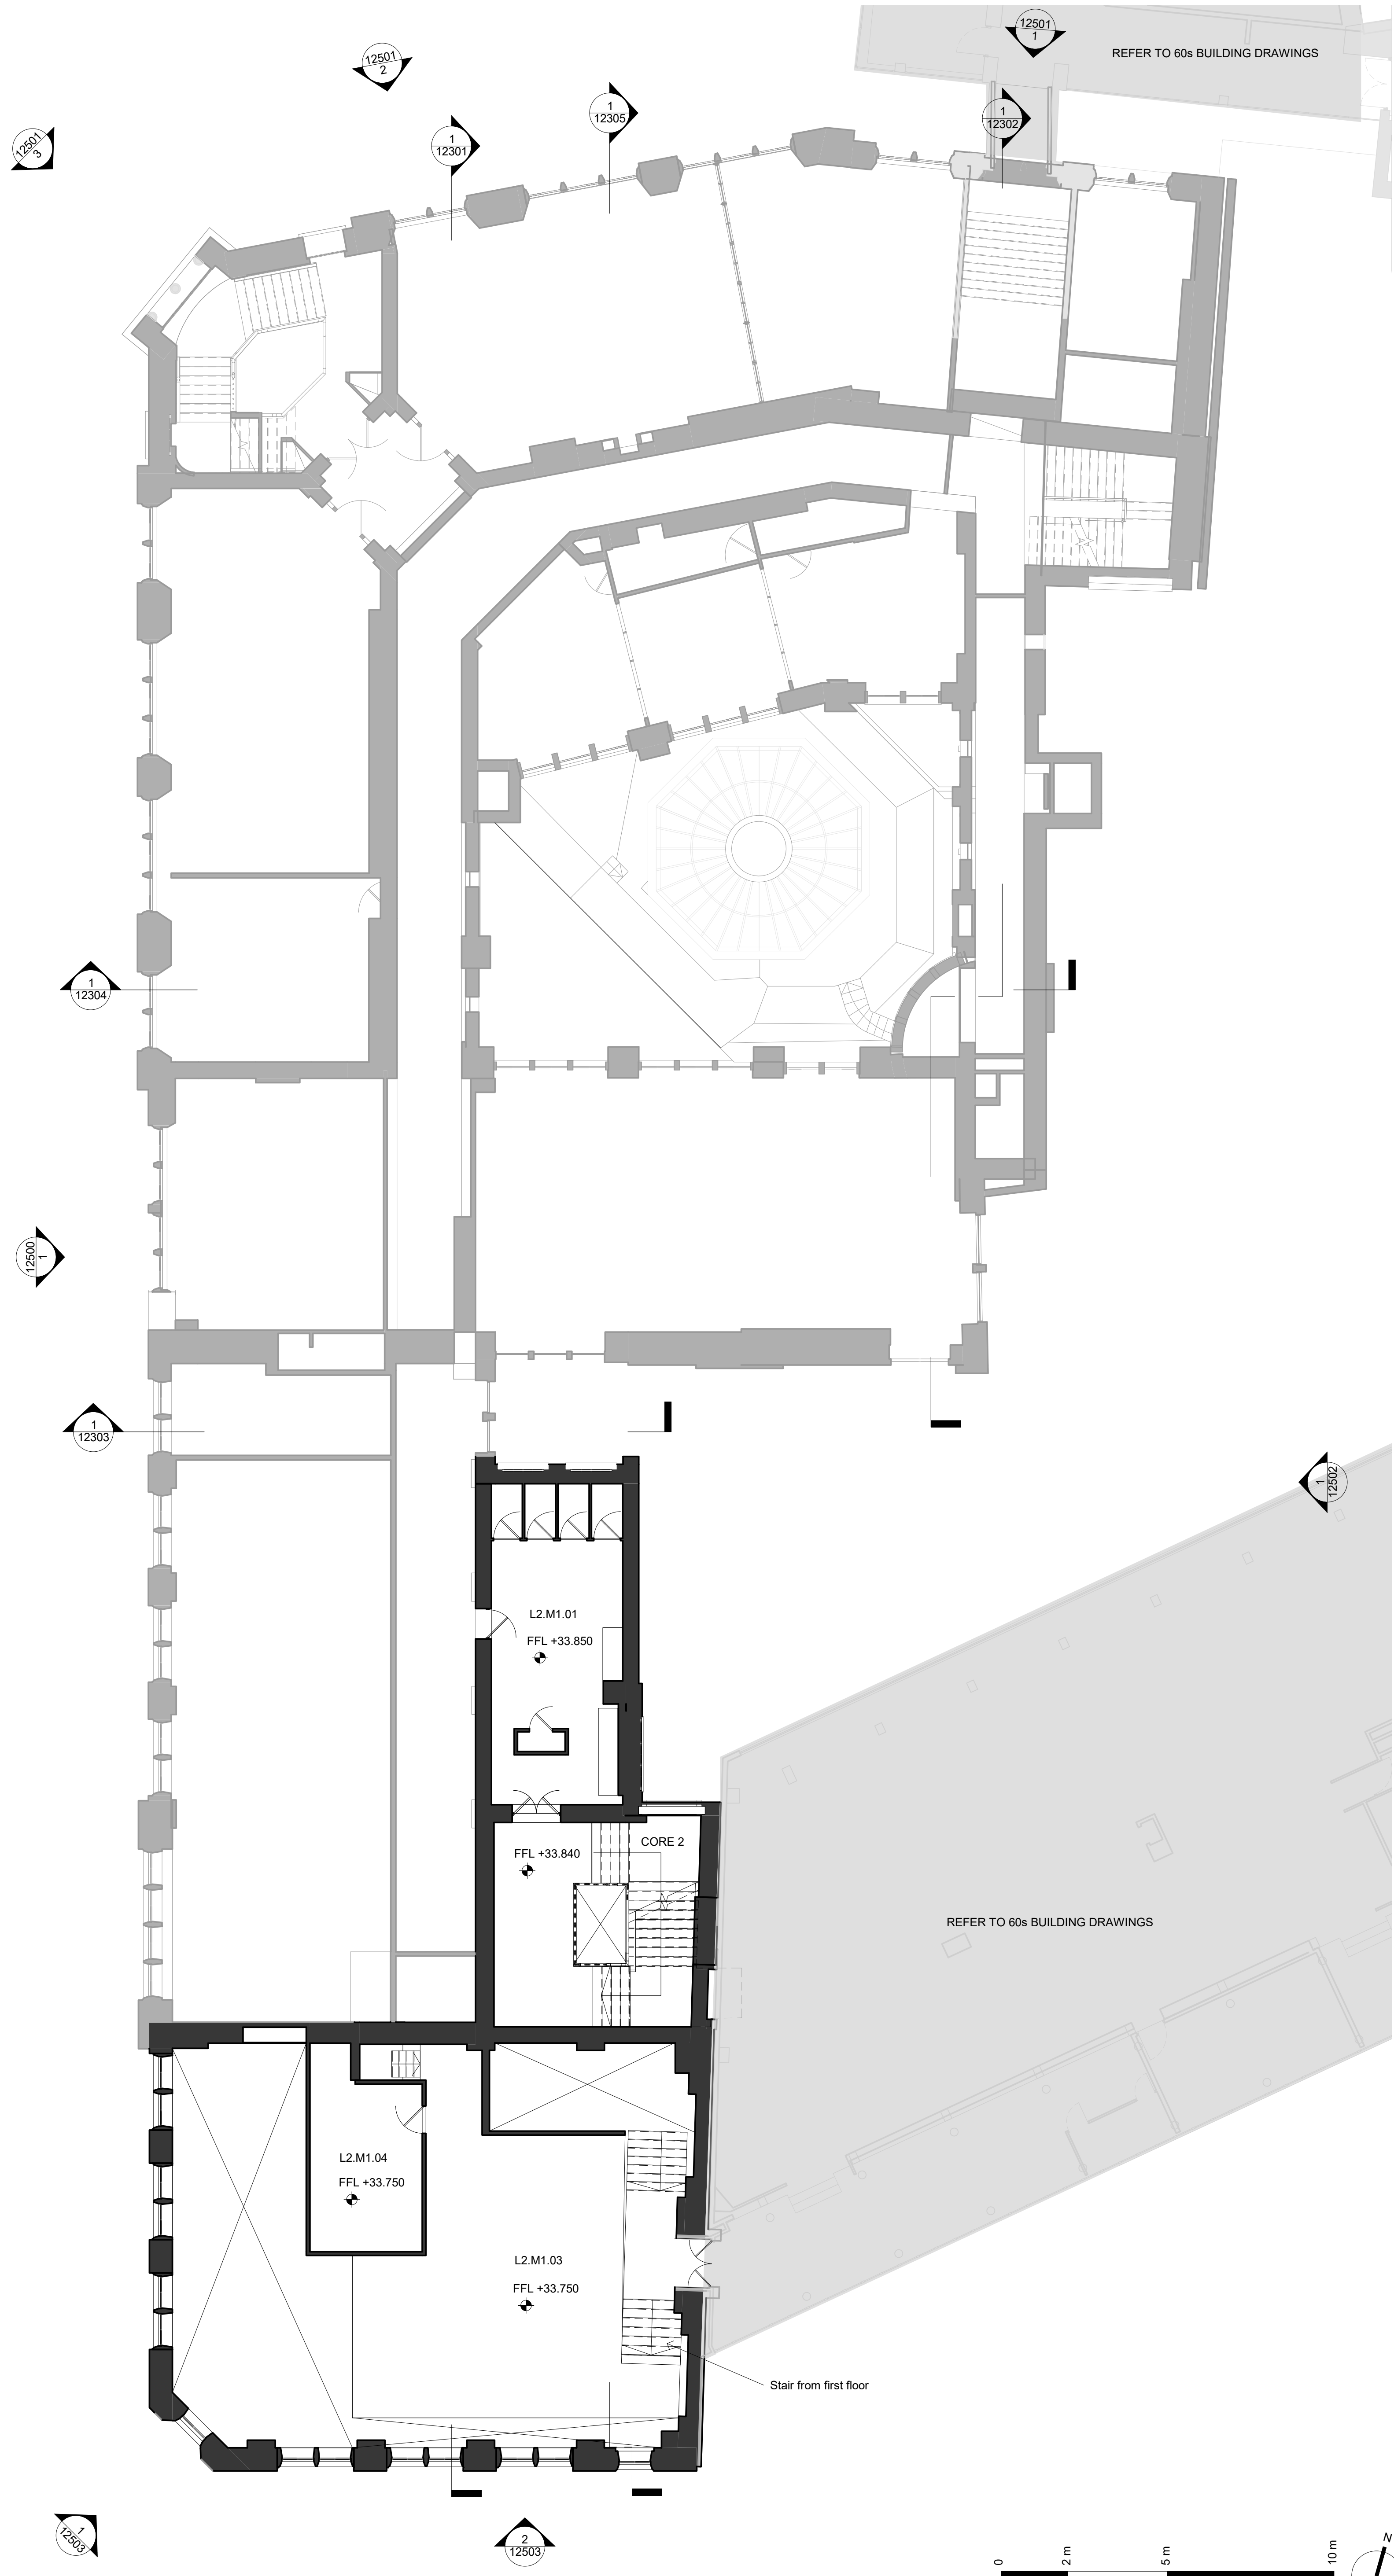 12501
1
REFER TO 60s BUILDING DRAWINGS
12501
2
1
12305
1
12302
1
12301
12501
3
1
12304
12500
1
1
12303
1
12502
L2.M1.01
FFL +33.850
CORE 2
FFL +33.840
REFER TO 60s BUILDING DRAWINGS
L2.M1.04
FFL +33.750
L2.M1.03
FFL +33.750
Stair from first floor
1
12503
2
12503
0
2 m
5 m
10 m
N